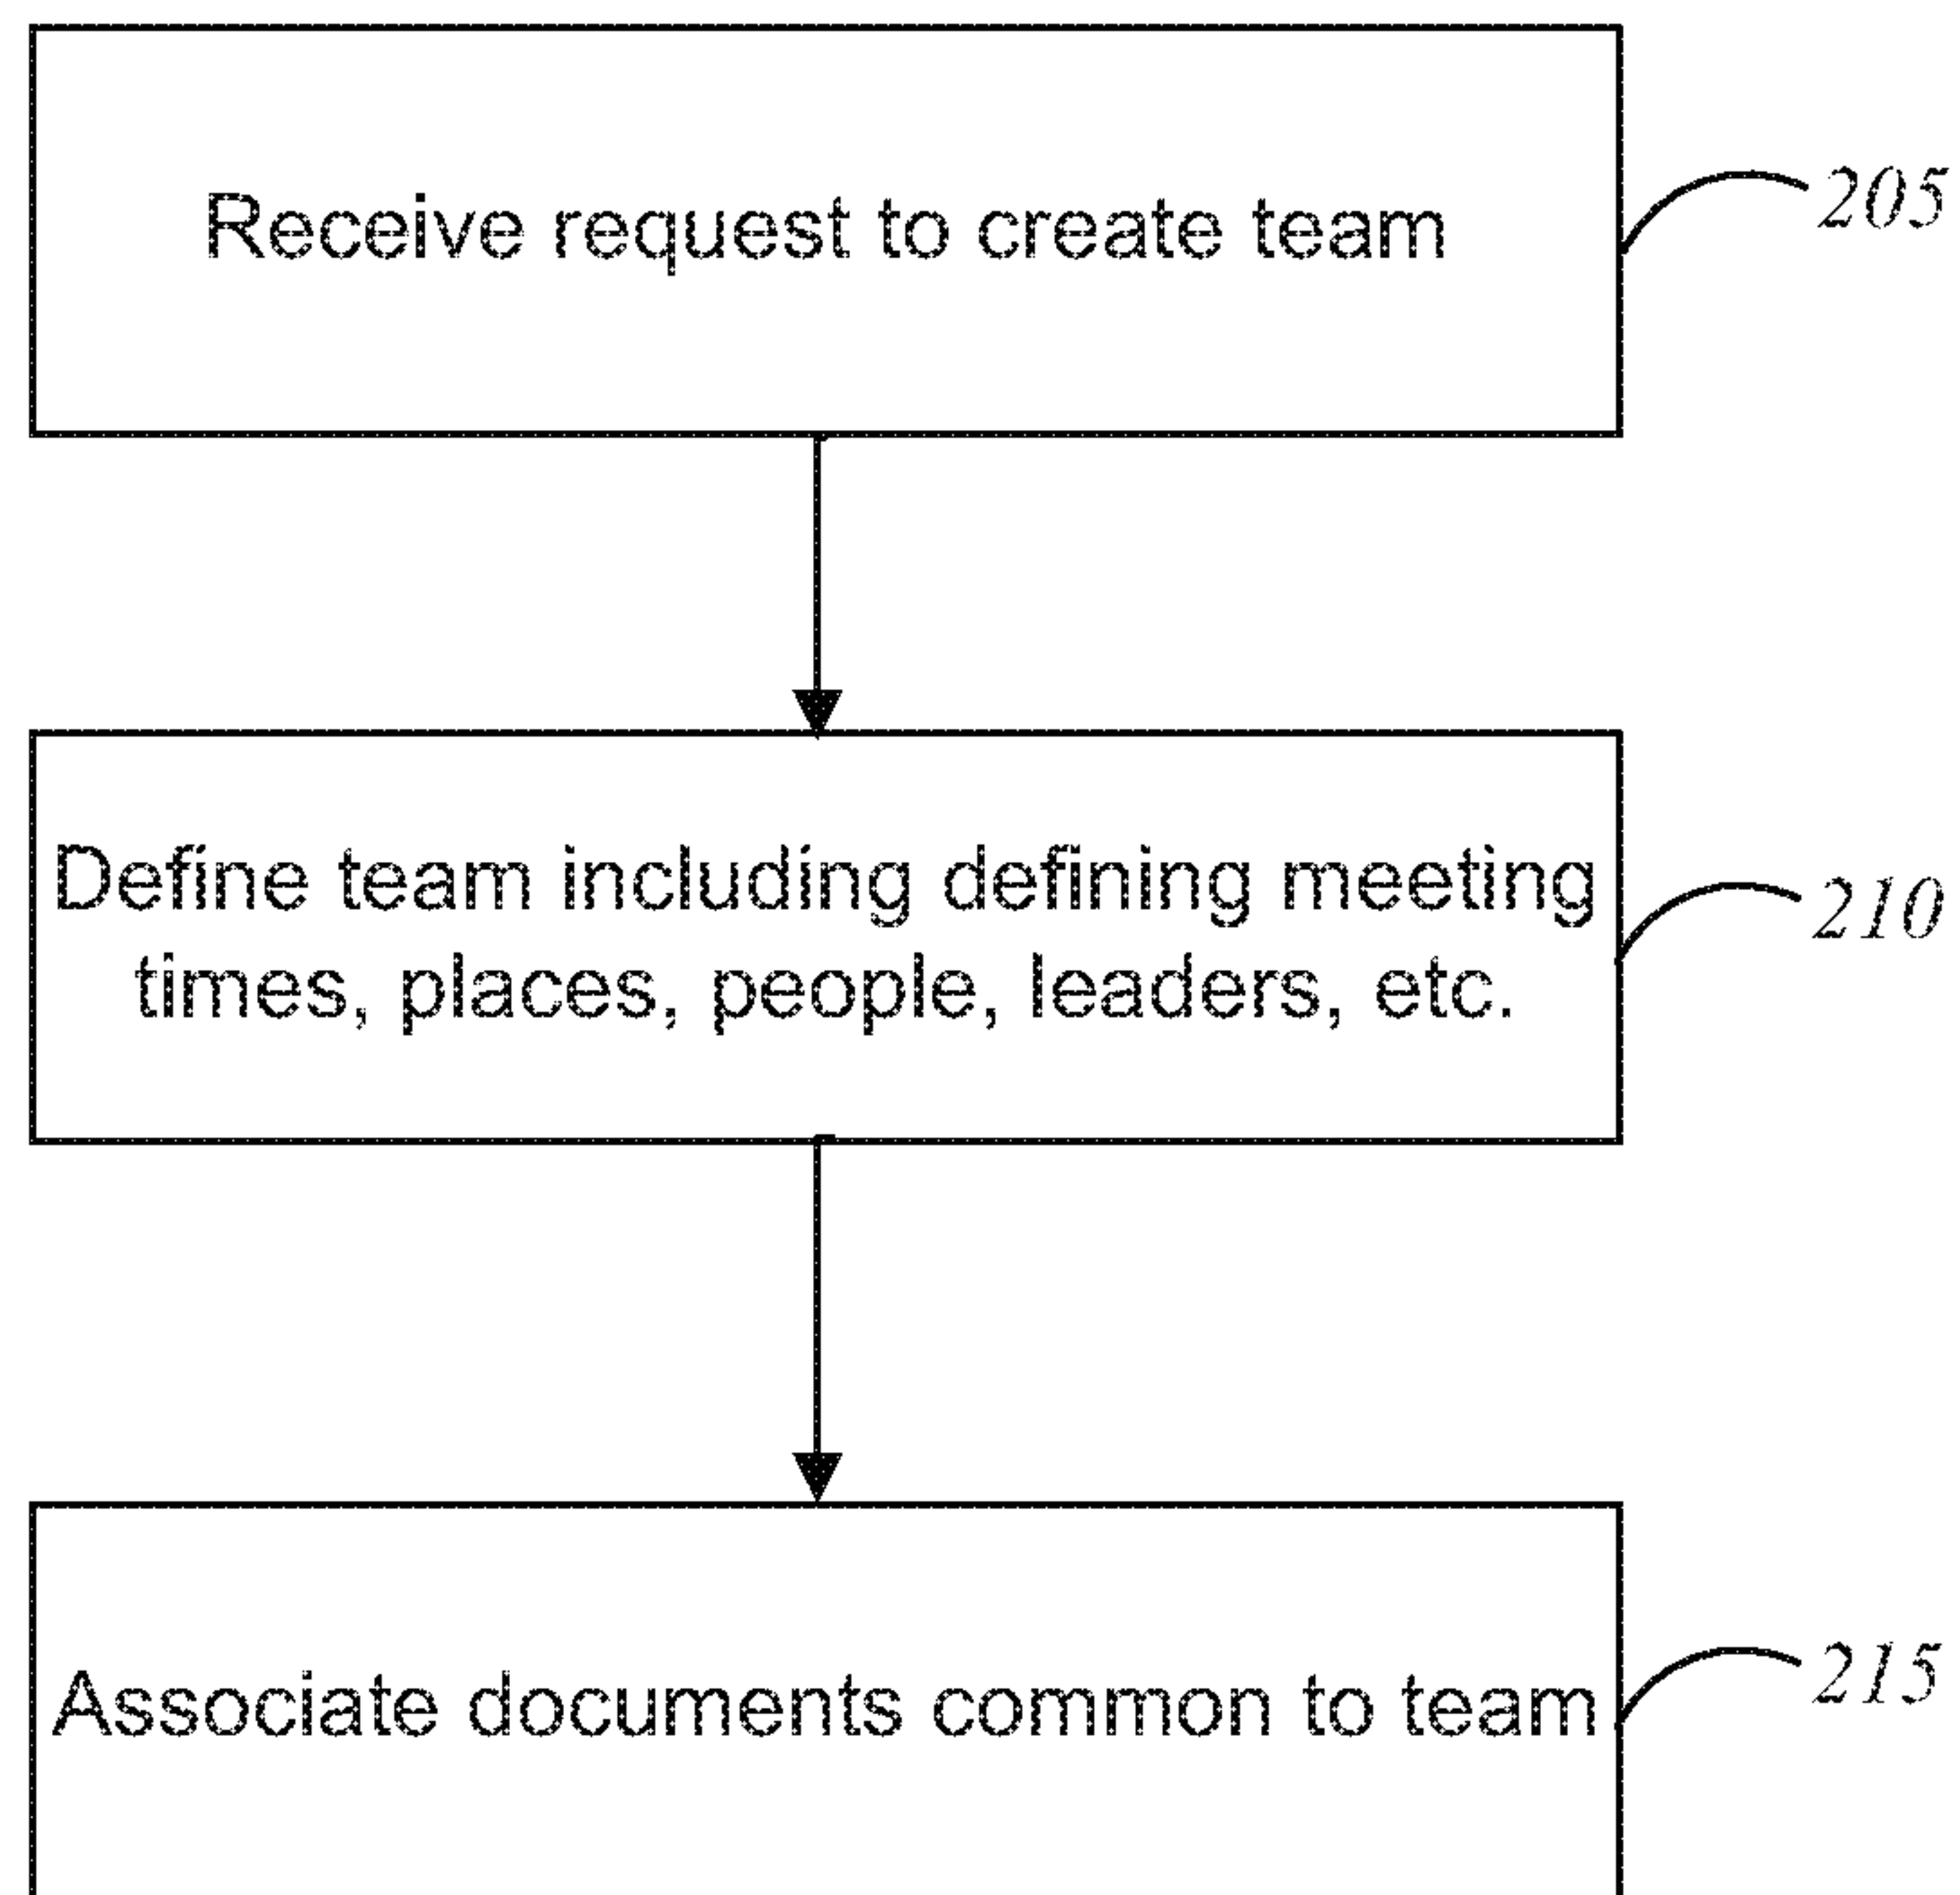 Receive request to create team
205
Define team including defining meeting
times, places, people, leaders, etc.
210
Associate documents common to team
215